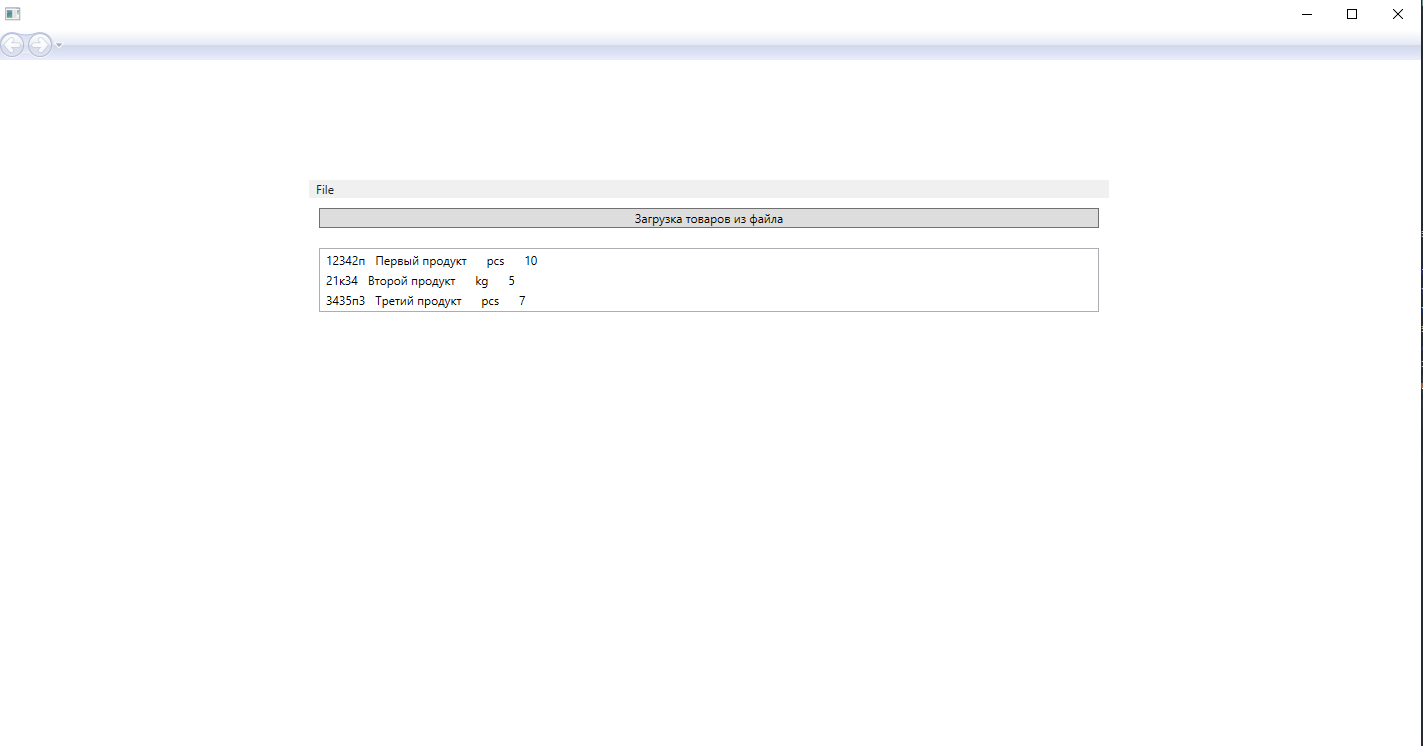 File
Загрузка товаров из файла
12342п Первый продукт pcs 10
21к34 Второй продукт kg 5
3435п3 Третий продукт pcs 7